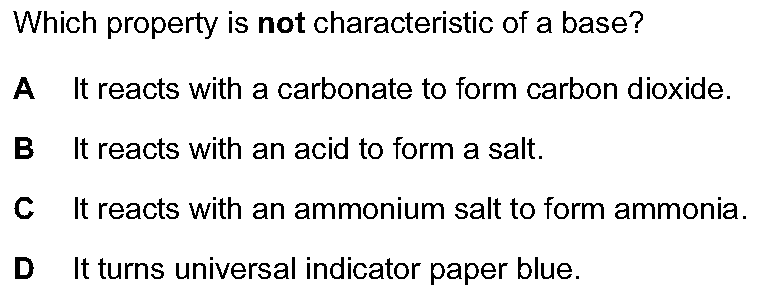 Which property is not characteristic of a base?
A It reacts with a carbonate to form carbon dioxide.
B It reacts with an acid to form a salt.
C It reacts with an ammonium salt to form ammonia.
D It turns universal indicator paper blue.